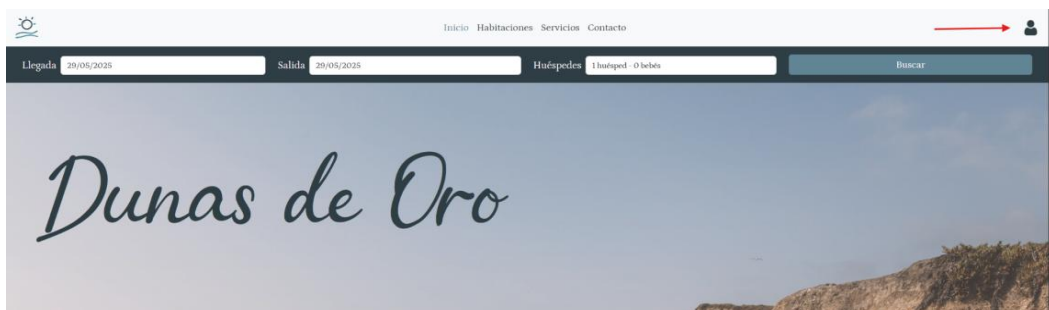 Inicio Habitaciones Servicios Contacto
Llegada 29/05/2025 Salida 29/05/2025 Huéspedes 1 huésped - 0 bebés Buscar
Dunas de Oro